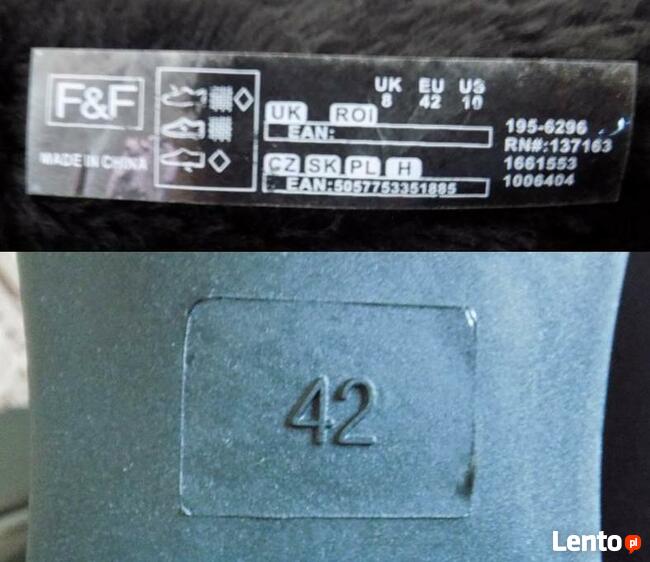 F&F
MADE IN CHINA
UK EU US
8 42 10
UK ROI
EAN:
CZ SK PL H
EAN:5057753351885
195-6296
RN#:137163
1661553
1006404
42
Lento.pl